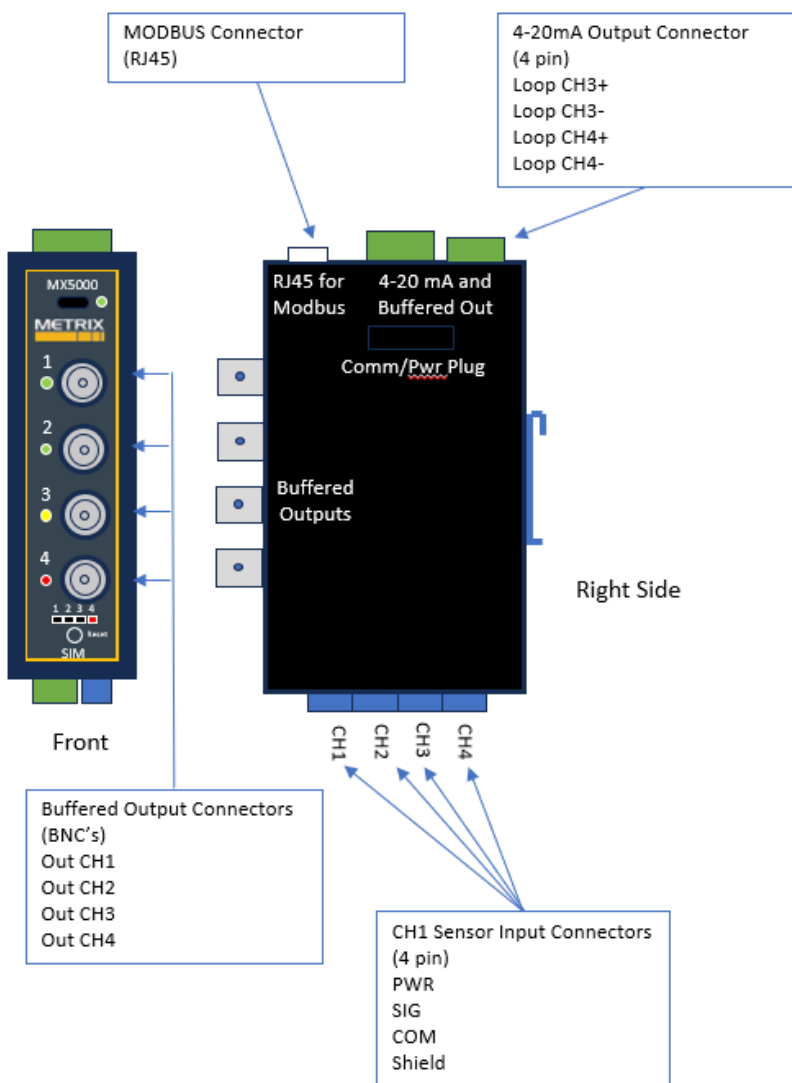 MODBUS Connector
(RJ45)
4-20mA Output Connector
(4 pin)
Loop CH3+
Loop CH3-
Loop CH4+
Loop CH4-
MX5000
METRIX
1
2
3
4
1 2 3 4
Reset
SIM
Front
RJ45 for
Modbus
4-20 mA and
Buffered Out
Comm/Pwr Plug
Buffered
Outputs
Right Side
CH1
CH2
CH3
CH4
Buffered Output Connectors
(BNC's)
Out CH1
Out CH2
Out CH3
Out CH4
CH1 Sensor Input Connectors
(4 pin)
PWR
SIG
COM
Shield